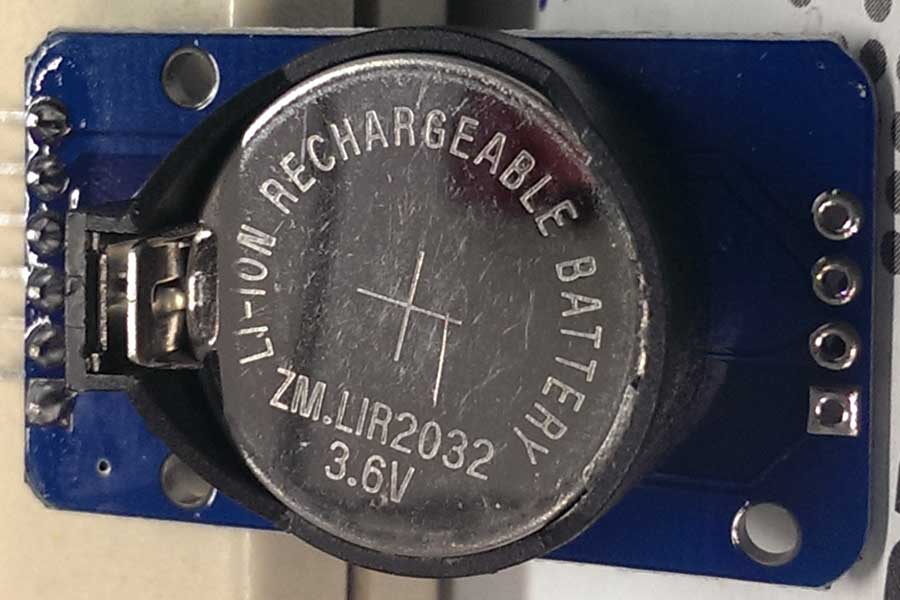 LI-ION RECHARGEABLE BATTERY
ZM.LIR2032
3.6V